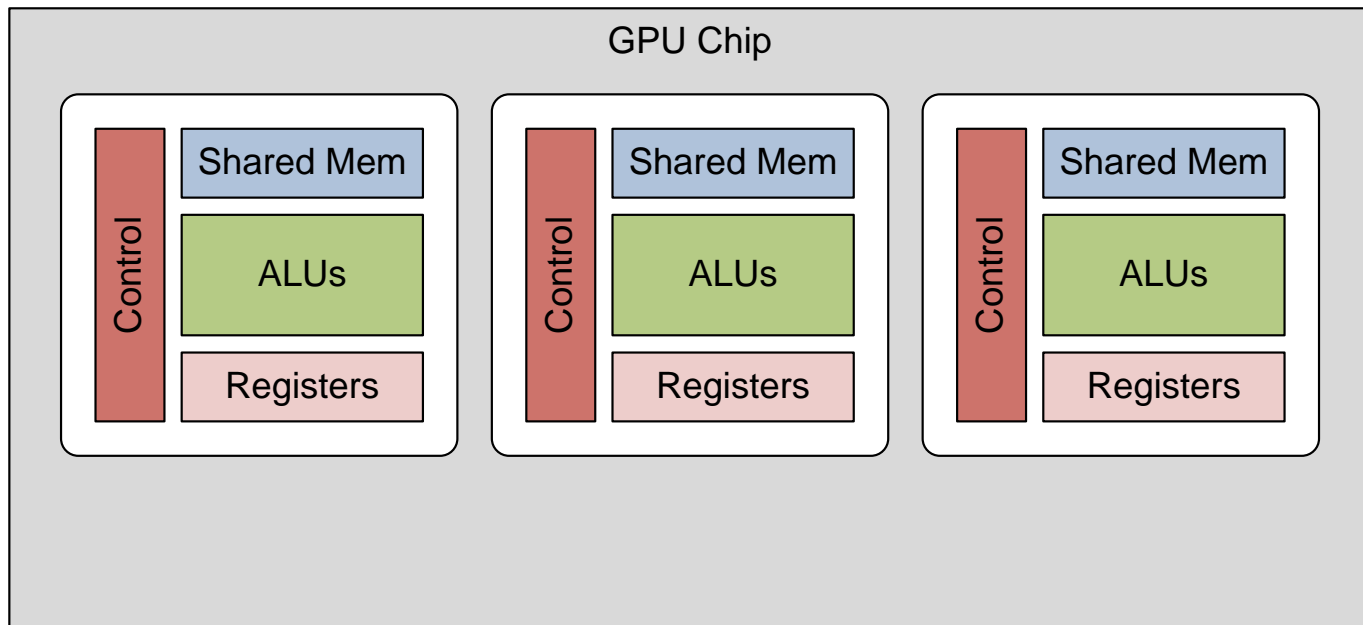 GPU Chip
Control
Shared Mem
ALUs
Registers
Control
Shared Mem
ALUs
Registers
Control
Shared Mem
ALUs
Registers